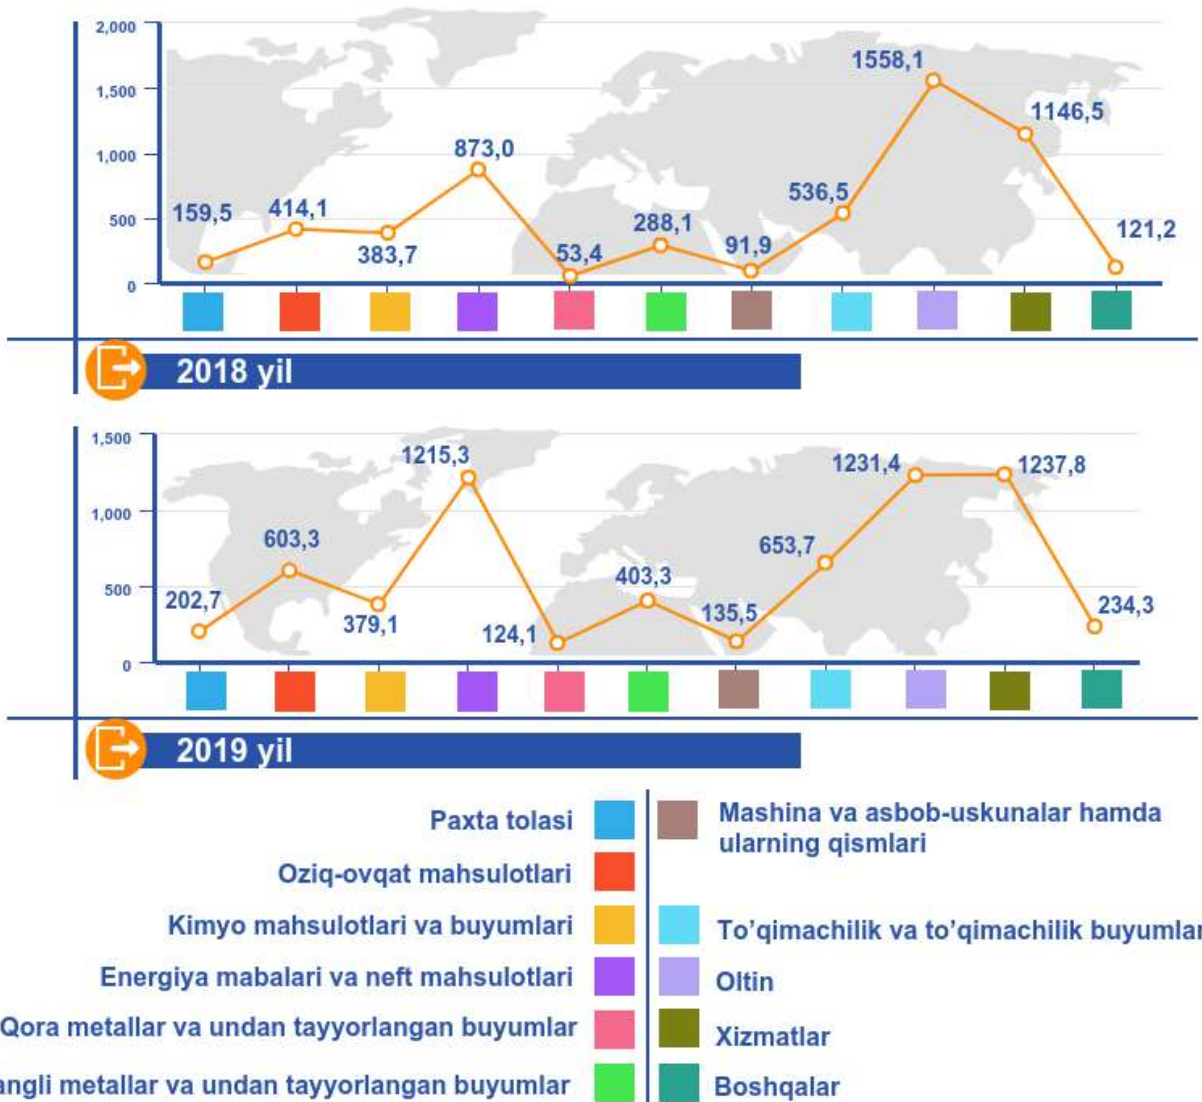 2,000
1,500
1,000
500
0
159,5
414,1
383,7
873,0
53,4
288,1
91,9
536,5
1558,1
1146,5
121,2
2018 yil
1,500
1,000
500
0
202,7
603,3
379,1
1215,3
124,1
403,3
135,5
653,7
1231,4
1237,8
234,3
2019 yil
Paxta tolasi
Oziq-ovqat mahsulotlari
Kimyo mahsulotlari va buyumlari
Energiya mabalari va neft mahsulotlari
Qora metallar va undan tayyorlangan buyumlar
angli metallar va undan tayyorlangan buyumlar
Mashina va asbob-uskunalar hamda
ularning qismlari
To’qimachilik va to’qimachilik buyumlar
Oltin
Xizmatlar
Boshqalar